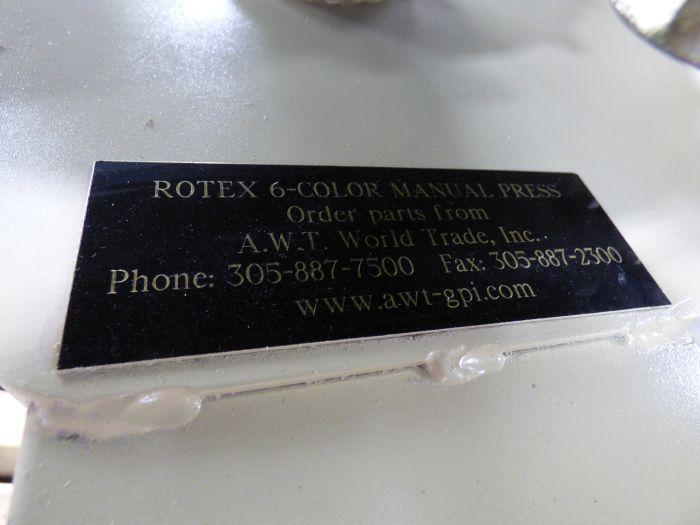 ROTEX 6-COLOR MANUAL PRESS
Order parts from
A.W.T. World Trade, Inc.
Phone: 305-887-7500 Fax: 305-887-2300
www.awt-gpi.com